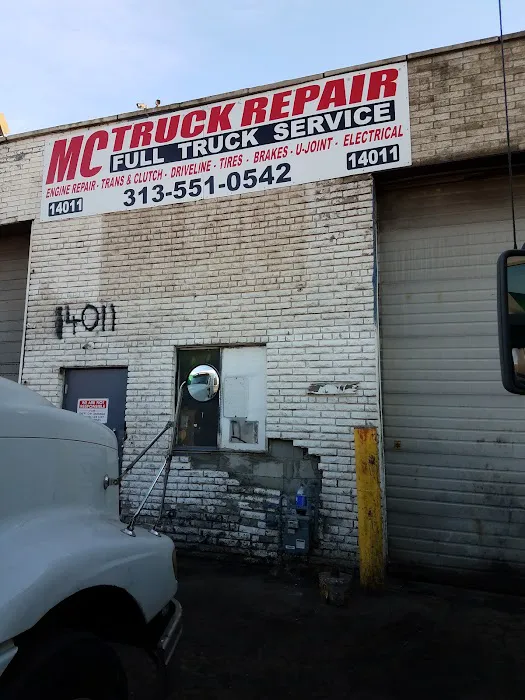 MC TRUCK REPAIR
FULL TRUCK SERVICE
ENGINE REPAIR · TRANS & CLUTCH · DRIVELINE · TIRES · BRAKES · U-JOINT · ELECTRICAL
14011 313-551-0542 14011
14011